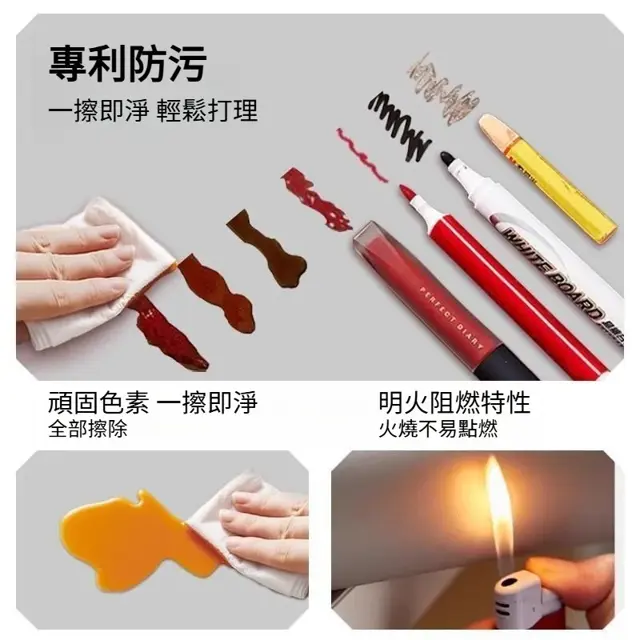 專利防污
一擦即淨 輕鬆打理
PERFECT DIARY
WHITE BOARD
頑固色素 一擦即淨
全部擦除
明火阻燃特性
火燒不易點燃